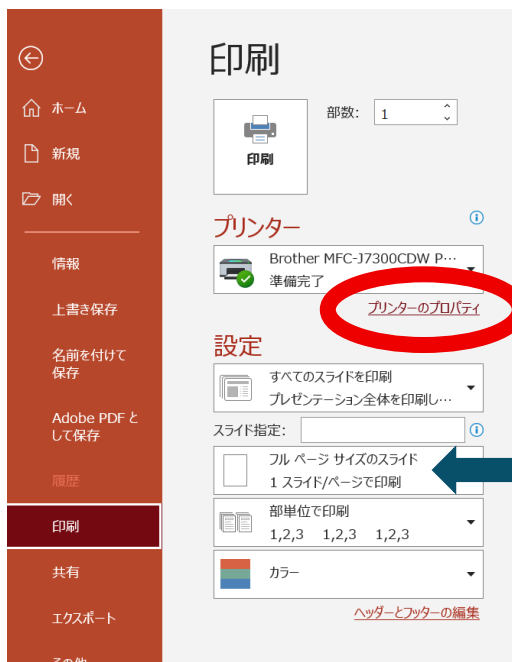 印刷
ホーム
新規
開く
情報
上書き保存
名前を付けて
保存
Adobe PDF と
して保存
履歴
印刷
共有
エクスポート
その他
部数: 1
印刷
プリンター
Brother MFC-J7300CDW P…
準備完了
プリンターのプロパティ
設定
すべてのスライドを印刷
プレゼンテーション全体を印刷し…
スライド指定:
フル ページ サイズのスライド
1 スライド/ページで印刷
部単位で印刷
1,2,3 1,2,3 1,2,3
カラー
ヘッダーとフッターの編集